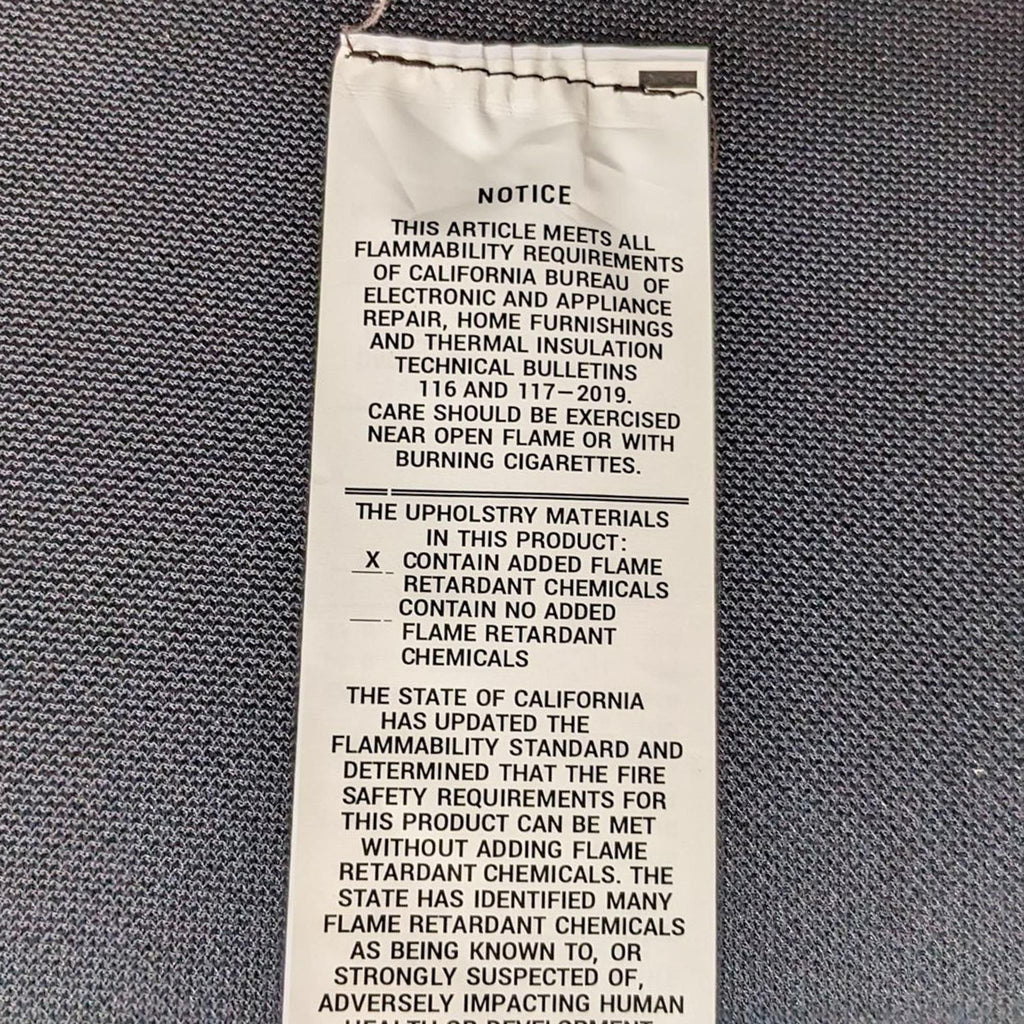 NOTICE
THIS ARTICLE MEETS ALL
FLAMMABILITY REQUIREMENTS
OF CALIFORNIA BUREAU OF
ELECTRONIC AND APPLIANCE
REPAIR, HOME FURNISHINGS
AND THERMAL INSULATION
TECHNICAL BULLETINS
116 AND 117—2019.
CARE SHOULD BE EXERCISED
NEAR OPEN FLAME OR WITH
BURNING CIGARETTES.
THE UPHOLSTRY MATERIALS
IN THIS PRODUCT:
X CONTAIN ADDED FLAME
RETARDANT CHEMICALS
___ CONTAIN NO ADDED
FLAME RETARDANT
CHEMICALS
THE STATE OF CALIFORNIA
HAS UPDATED THE
FLAMMABILITY STANDARD AND
DETERMINED THAT THE FIRE
SAFETY REQUIREMENTS FOR
THIS PRODUCT CAN BE MET
WITHOUT ADDING FLAME
RETARDANT CHEMICALS. THE
STATE HAS IDENTIFIED MANY
FLAME RETARDANT CHEMICALS
AS BEING KNOWN TO, OR
STRONGLY SUSPECTED OF,
ADVERSELY IMPACTING HUMAN
HEALTH OR DEVELOPMENT